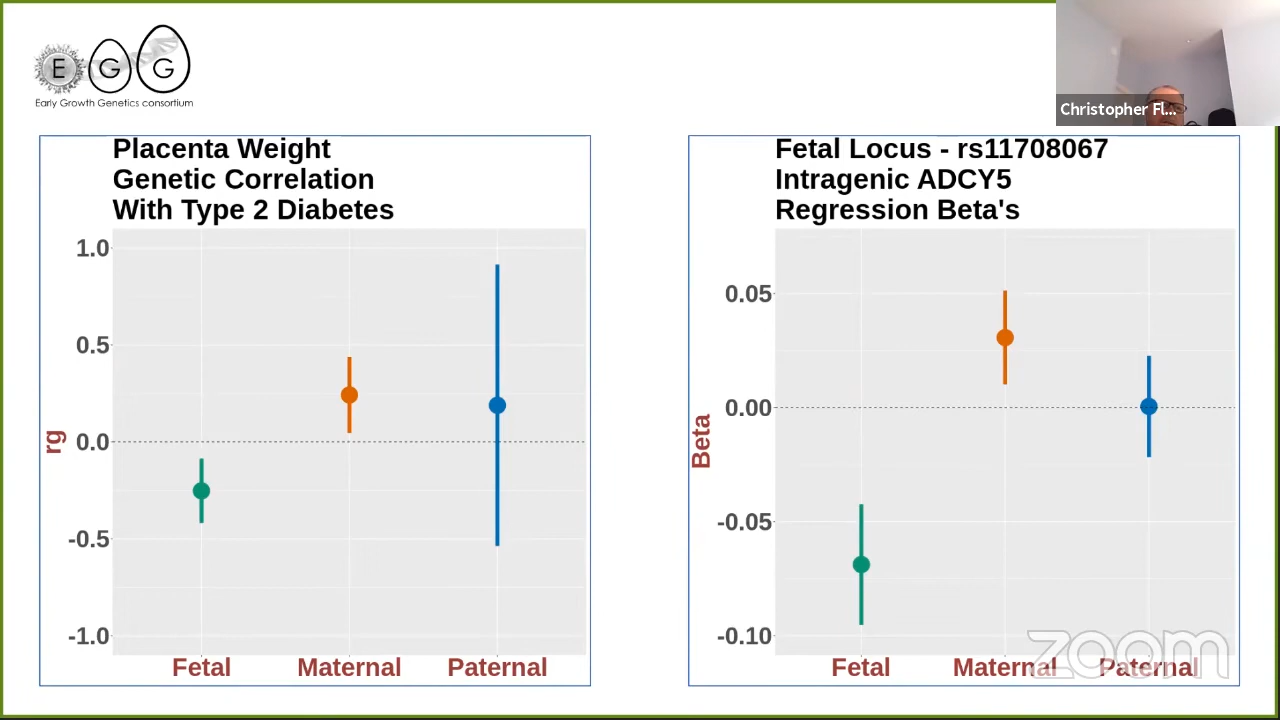 E G G
Early Growth Genetics consortium
Christopher Fl...
Placenta Weight
Genetic Correlation
With Type 2 Diabetes
1.0
0.5
0.0
-0.5
-1.0
rg
Fetal Maternal Paternal
Fetal Locus - rs11708067
Intragenic ADCY5
Regression Beta's
0.05
0.00
-0.05
-0.10
Beta
Fetal Maternal Paternal
zoom